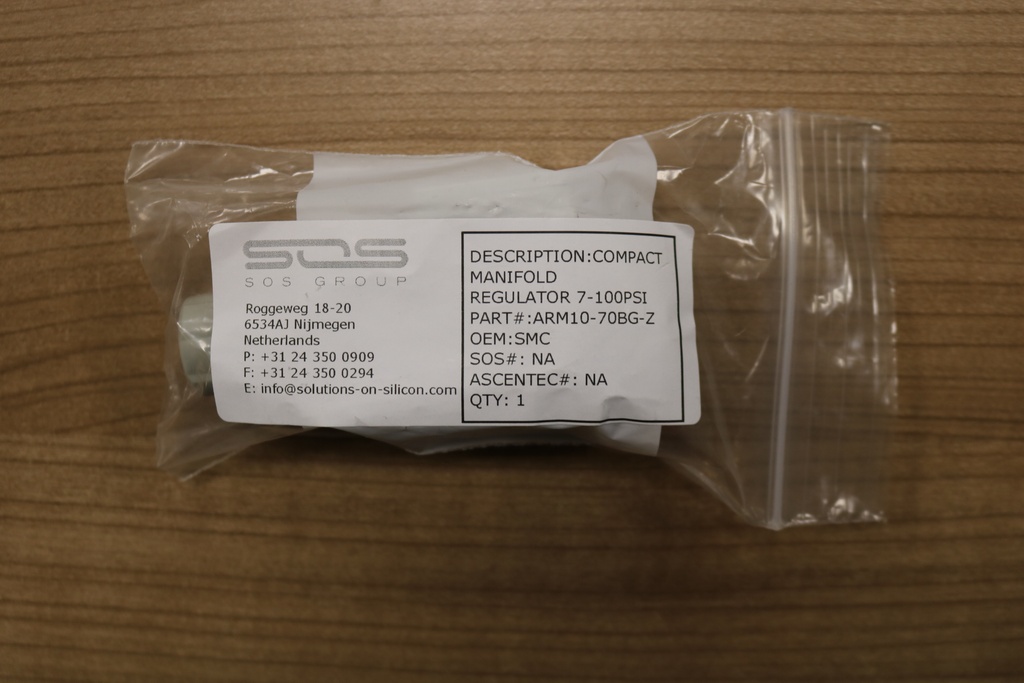 SOS
SOS GROUP
Roggeweg 18-20
6534AJ Nijmegen
Netherlands
P: +31 24 350 0909
F: +31 24 350 0294
E: info@solutions-on-silicon.com
DESCRIPTION:COMPACT
MANIFOLD
REGULATOR 7-100PSI
PART#:ARM10-70BG-Z
OEM:SMC
SOS#: NA
ASCENTEC#: NA
QTY: 1